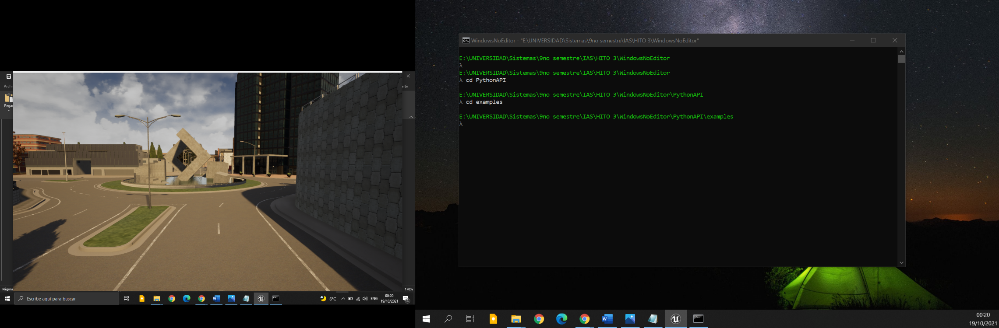 Archi
artir
Pegar
Página
170%
Escribe aquí para buscar
6°C
ENG
00:20
19/10/2021
4
WindowsNoEditor - "E:\UNIVERSIDAD\Sistemas\9no semestre\IAS\HITO 3\WindowsNoEditor"
E:\UNIVERSIDAD\Sistemas\9no semestre\IAS\HITO 3\WindowsNoEditor
λ
E:\UNIVERSIDAD\Sistemas\9no semestre\IAS\HITO 3\WindowsNoEditor
λ cd PythonAPI
E:\UNIVERSIDAD\Sistemas\9no semestre\IAS\HITO 3\WindowsNoEditor\PythonAPI
λ cd examples
E:\UNIVERSIDAD\Sistemas\9no semestre\IAS\HITO 3\WindowsNoEditor\PythonAPI\examples
λ
00:20
19/10/2021